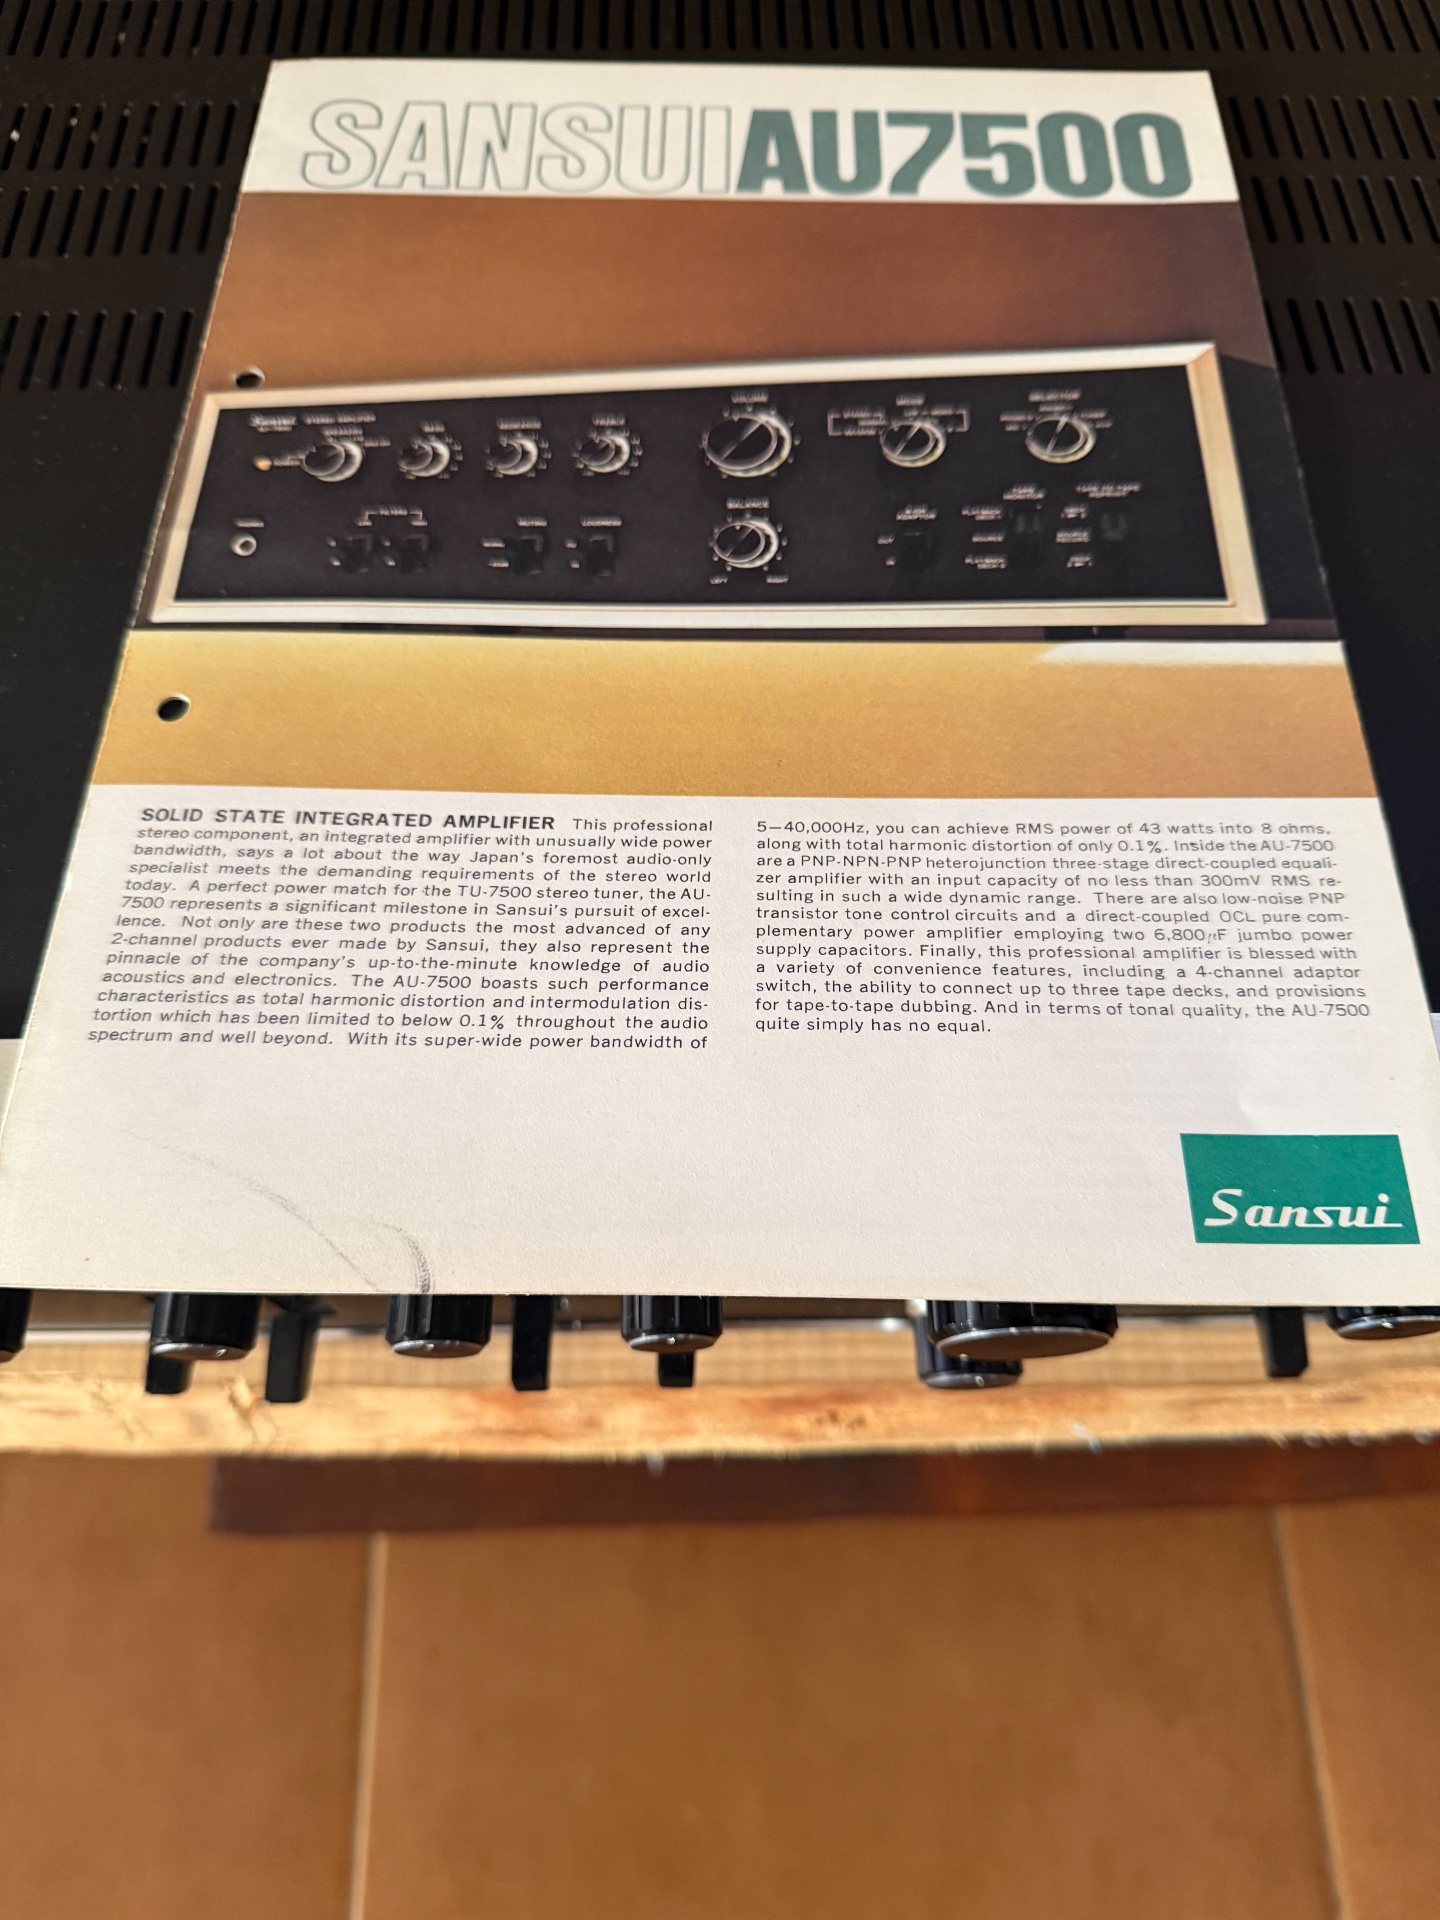 SANSUI AU7500
VOLUME
MODE
SELECTOR
BALANCE
LEFT RIGHT
FILTERS
MUTING
LOUDNESS
SOURCE
SOLID STATE INTEGRATED AMPLIFIER This professional
stereo component, an integrated amplifier with unusually wide power
bandwidth, says a lot about the way Japan's foremost audio-only
specialist meets the demanding requirements of the stereo world
today. A perfect power match for the TU-7500 stereo tuner, the AU-
7500 represents a significant milestone in Sansui's pursuit of excel-
lence. Not only are these two products the most advanced of any
2-channel products ever made by Sansui, they also represent the
pinnacle of the company's up-to-the-minute knowledge of audio
acoustics and electronics. The AU-7500 boasts such performance
characteristics as total harmonic distortion and intermodulation dis-
tortion which has been limited to below 0.1% throughout the audio
spectrum and well beyond. With its super-wide power bandwidth of
5—40,000Hz, you can achieve RMS power of 43 watts into 8 ohms,
along with total harmonic distortion of only 0.1%. Inside the AU-7500
are a PNP-NPN-PNP heterojunction three-stage direct-coupled equali-
zer amplifier with an input capacity of no less than 300mV RMS re-
sulting in such a wide dynamic range. There are also low-noise PNP
transistor tone control circuits and a direct-coupled OCL pure com-
plementary power amplifier employing two 6,800μF jumbo power
supply capacitors. Finally, this professional amplifier is blessed with
a variety of convenience features, including a 4-channel adaptor
switch, the ability to connect up to three tape decks, and provisions
for tape-to-tape dubbing. And in terms of tonal quality, the AU-7500
quite simply has no equal.
Sansui